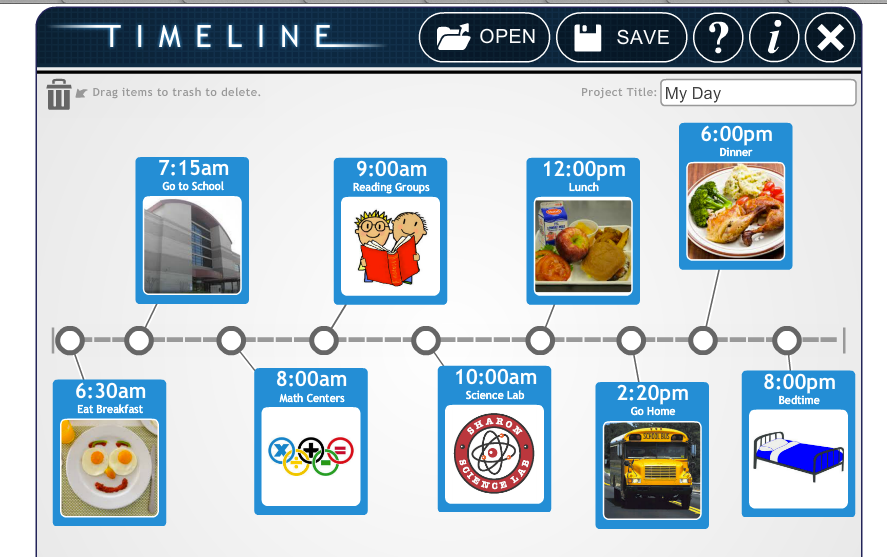 TIMELINE
OPEN
SAVE
?
i
Drag items to trash to delete.
Project Title:
My Day
6:30am
Eat Breakfast
7:15am
Go to School
8:00am
Math Centers
9:00am
Reading Groups
10:00am
Science Lab
SHARON
SCIENCE LAB
12:00pm
Lunch
2:20pm
Go Home
SCHOOL BUS
6:00pm
Dinner
8:00pm
Bedtime